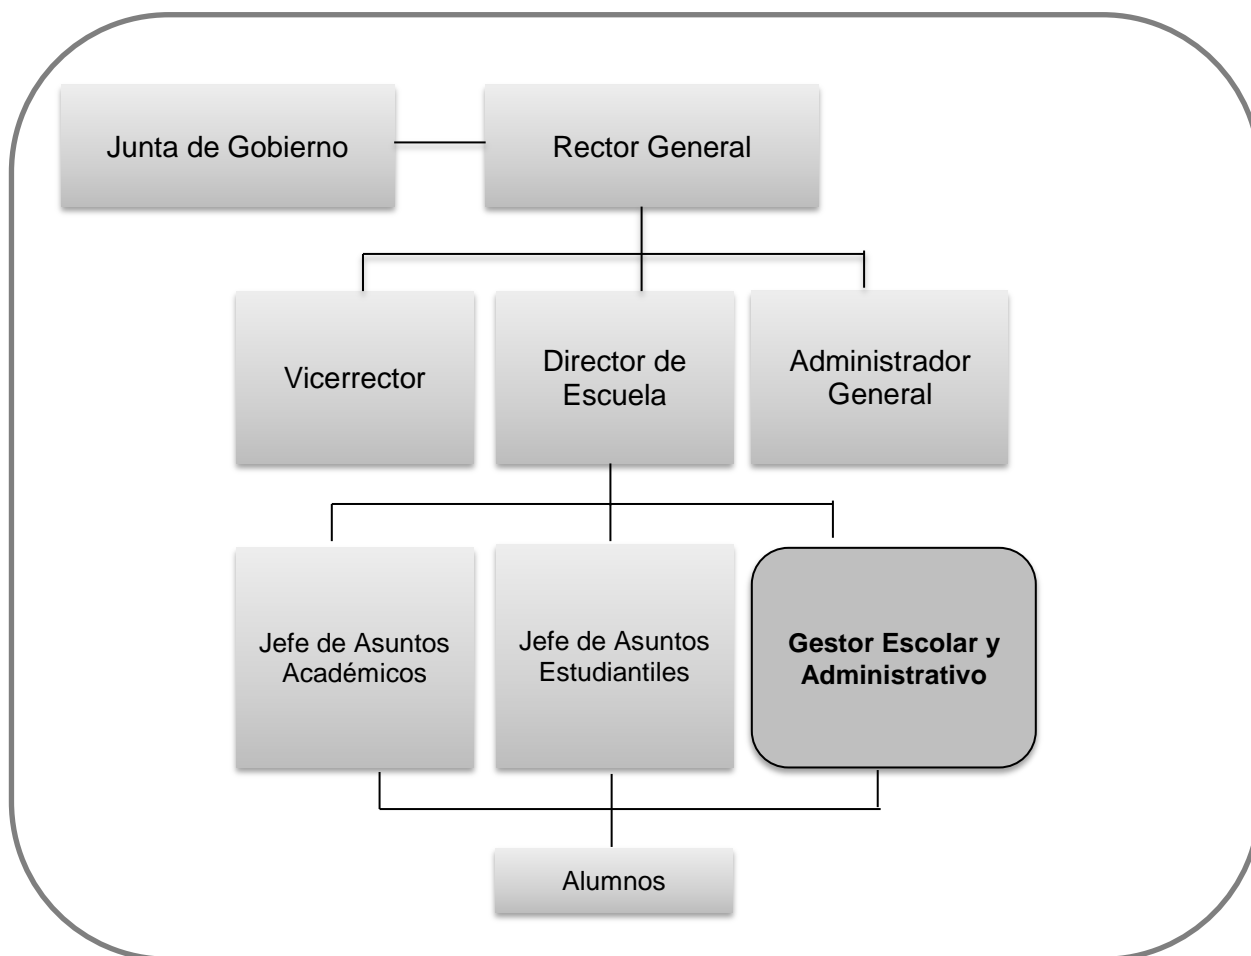 Junta de Gobierno
Rector General
Vicerrector
Director de
Escuela
Administrador
General
Jefe de Asuntos
Académicos
Jefe de Asuntos
Estudiantiles
Gestor Escolar y
Administrativo
Alumnos